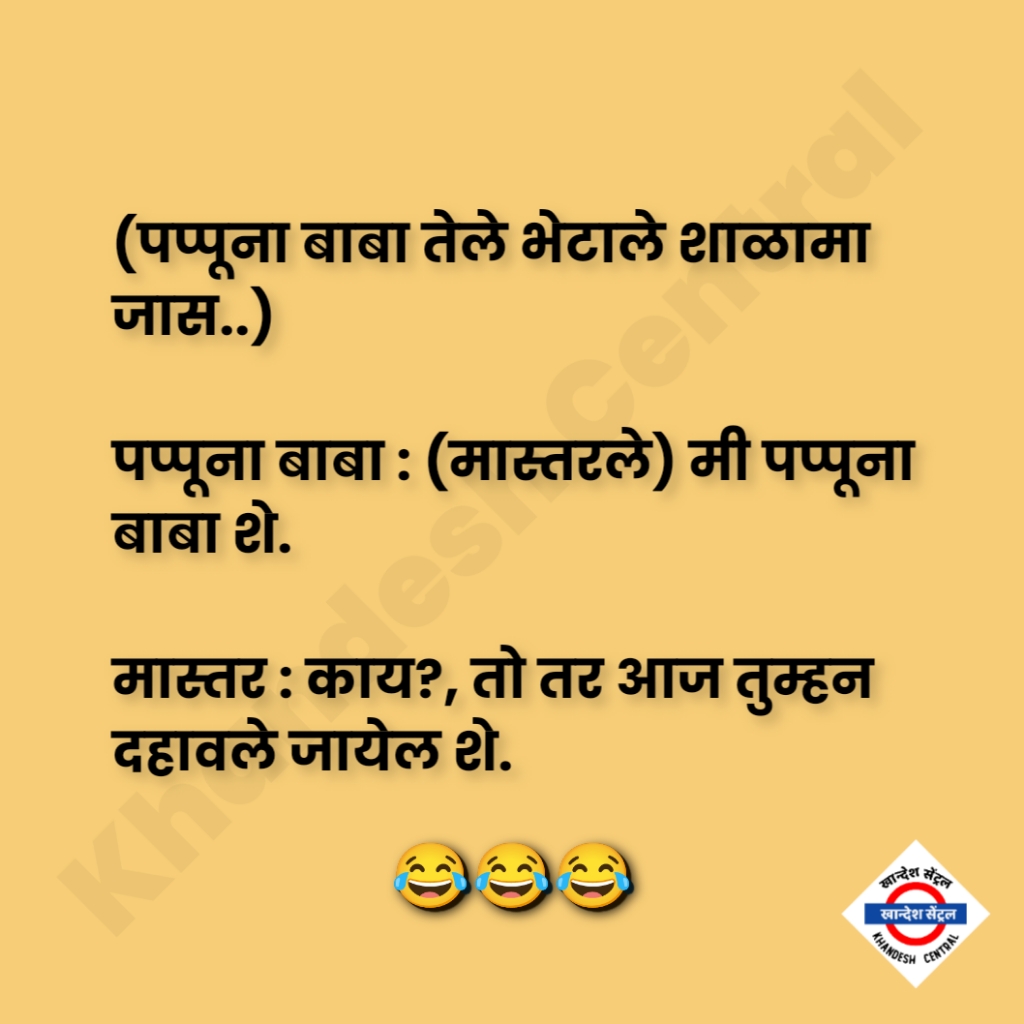 (पप्पूना बाबा तेले भेटाले शाळामा
जास..)
पप्पूना बाबा : (मास्तरले) मी पप्पूना
बाबा शे.
मास्तर : काय?, तो तर आज तुम्हन
दहावले जायेल शे.
😂😂😂
Khandesh Central
खान्देश सेंट्रल
खान्देश सेंट्रल
KHANDESH CENTRAL